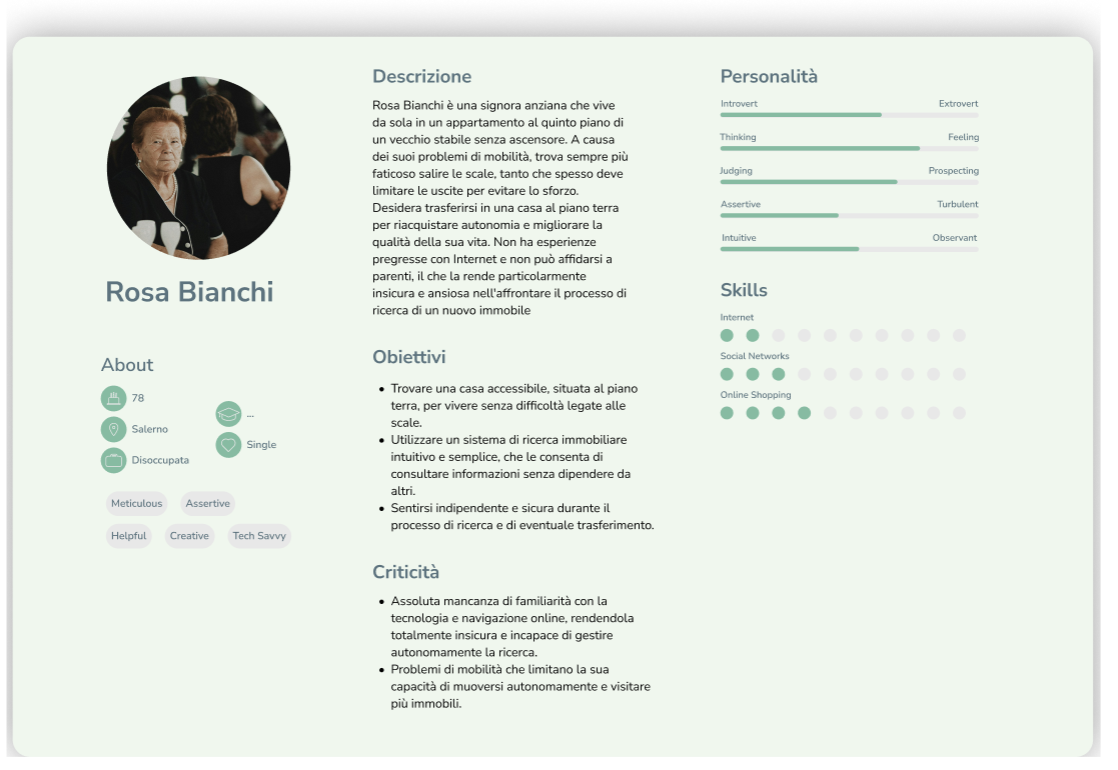 Rosa Bianchi
About
78
Salerno
Disoccupata
...
Single
Meticulous
Assertive
Helpful
Creative
Tech Savvy
Descrizione
Rosa Bianchi è una signora anziana che vive
da sola in un appartamento al quinto piano di
un vecchio stabile senza ascensore. A causa
dei suoi problemi di mobilità, trova sempre più
faticoso salire le scale, tanto che spesso deve
limitare le uscite per evitare lo sforzo.
Desidera trasferirsi in una casa al piano terra
per riacquistare autonomia e migliorare la
qualità della sua vita. Non ha esperienze
pregresse con Internet e non può affidarsi a
parenti, il che la rende particolarmente
insicura e ansiosa nell'affrontare il processo di
ricerca di un nuovo immobile
Obiettivi
• Trovare una casa accessibile, situata al piano
terra, per vivere senza difficoltà legate alle
scale.
• Utilizzare un sistema di ricerca immobiliare
intuitivo e semplice, che le consenta di
consultare informazioni senza dipendere da
altri.
• Sentirsi indipendente e sicura durante il
processo di ricerca e di eventuale trasferimento.
Criticità
• Assoluta mancanza di familiarità con la
tecnologia e navigazione online, rendendola
totalmente insicura e incapace di gestire
autonomamente la ricerca.
• Problemi di mobilità che limitano la sua
capacità di muoversi autonomamente e visitare
più immobili.
Personalità
Introvert Extrovert
Thinking Feeling
Judging Prospecting
Assertive Turbulent
Intuitive Observant
Skills
Internet
Social Networks
Online Shopping